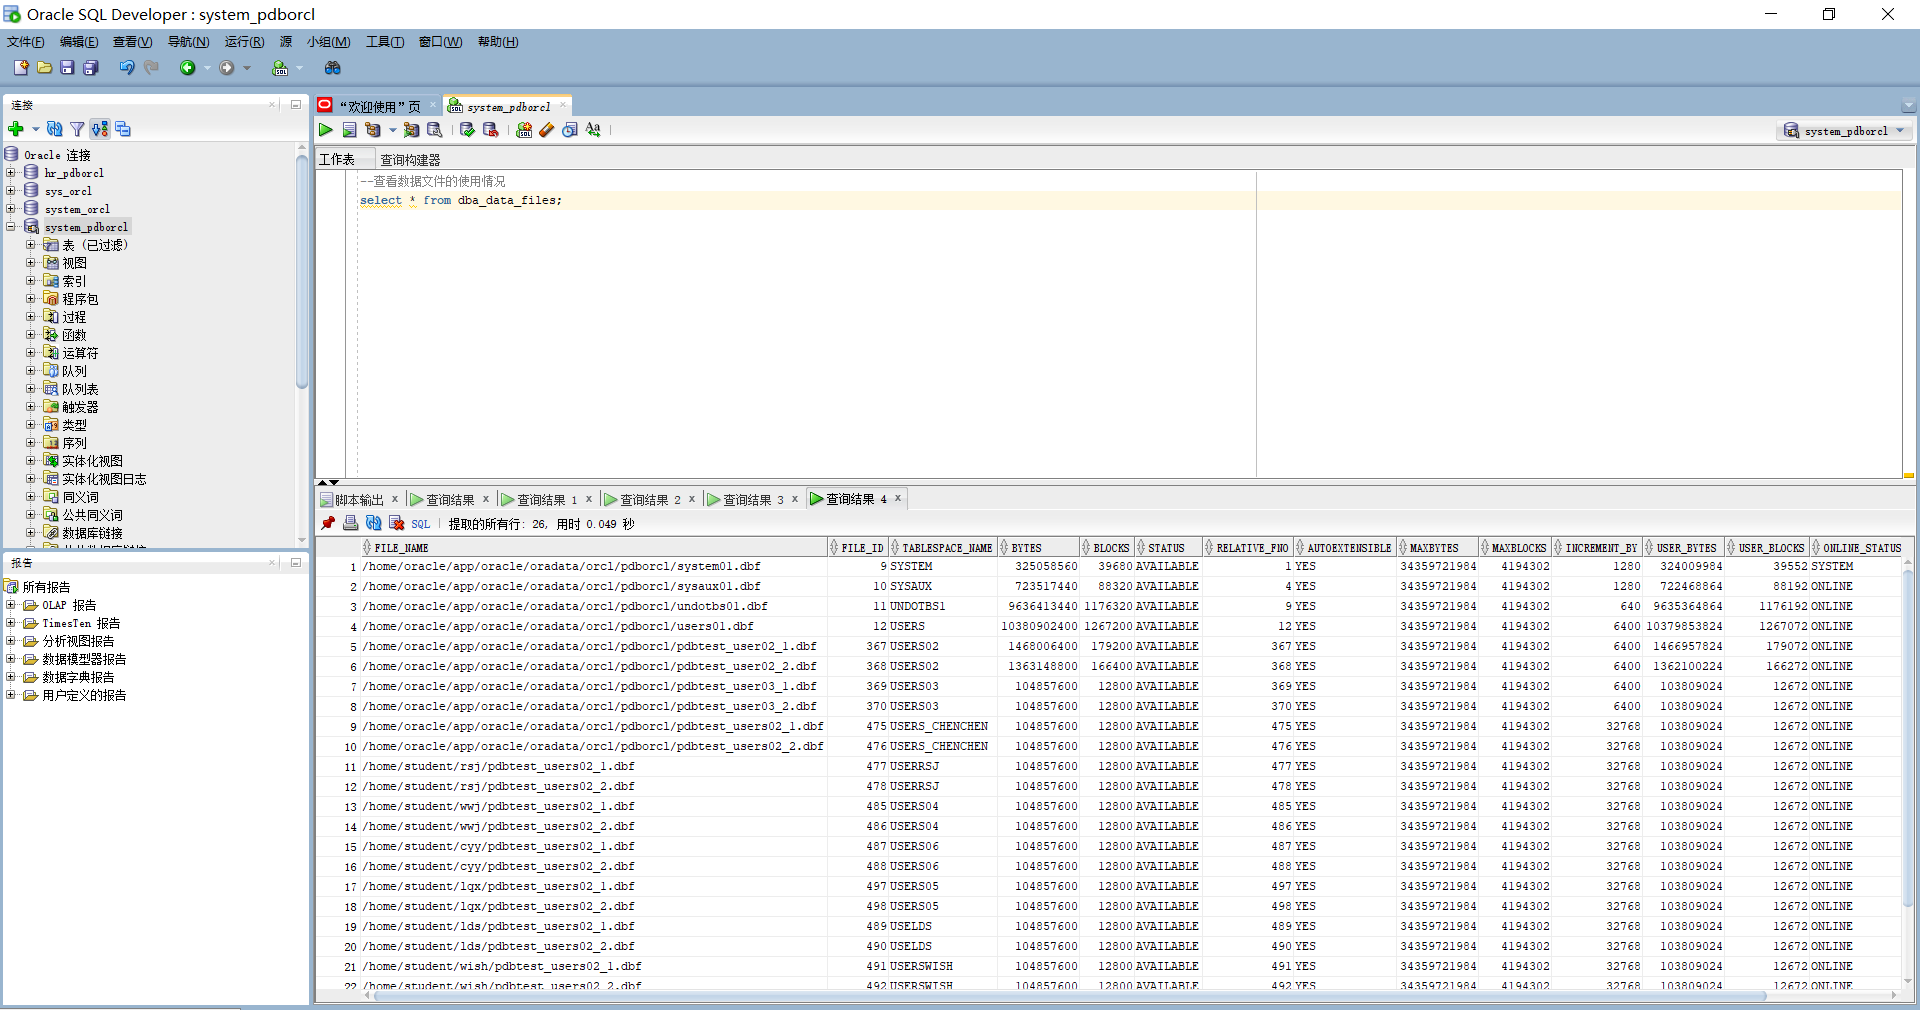 Oracle SQL Developer : system_pdborcl
文件(F) 编辑(E) 查看(V) 导航(N) 运行(R) 源 小组(M) 工具(T) 窗口(W) 帮助(H)
连接
Oracle 连接
hr_pdborcl
sys_orcl
system_orcl
system_pdborcl
表 (已过滤)
视图
索引
程序包
过程
函数
运算符
队列
队列表
触发器
类型
序列
实体化视图
实体化视图日志
同义词
公共同义词
数据库链接
报告
所有报告
OLAP 报告
TimesTen 报告
分析视图报告
数据模型器报告
数据字典报告
用户定义的报告
“欢迎使用”页 system_pdborcl
SQL Aa system_pdborcl
工作表 查询构建器
--查看数据文件的使用情况
select * from dba_data_files;
脚本输出 查询结果 查询结果 1 查询结果 2 查询结果 3 查询结果 4
SQL 提取的所有行: 26, 用时 0.049 秒
FILE_NAME FILE_ID TABLESPACE_NAME BYTES BLOCKS STATUS RELATIVE_FNO AUTOEXTENSIBLE MAXBYTES MAXBLOCKS INCREMENT_BY USER_BYTES USER_BLOCKS ONLINE_STATUS
1 /home/oracle/app/oracle/oradata/orcl/pdborcl/system01.dbf 9 SYSTEM 325058560 39680 AVAILABLE 1 YES 34359721984 4194302 1280 324009984 39552 SYSTEM
2 /home/oracle/app/oracle/oradata/orcl/pdborcl/sysaux01.dbf 10 SYSAUX 723517440 88320 AVAILABLE 4 YES 34359721984 4194302 1280 722468864 88192 ONLINE
3 /home/oracle/app/oracle/oradata/orcl/pdborcl/undotbs01.dbf 11 UNDOTBS1 9636413440 1176320 AVAILABLE 9 YES 34359721984 4194302 640 9635364864 1176192 ONLINE
4 /home/oracle/app/oracle/oradata/orcl/pdborcl/users01.dbf 12 USERS 10380902400 1267200 AVAILABLE 12 YES 34359721984 4194302 6400 10379853824 1267072 ONLINE
5 /home/oracle/app/oracle/oradata/orcl/pdborcl/pdbtest_user02_1.dbf 367 USERS02 1468006400 179200 AVAILABLE 367 YES 34359721984 4194302 6400 1466957824 179072 ONLINE
6 /home/oracle/app/oracle/oradata/orcl/pdborcl/pdbtest_user02_2.dbf 368 USERS02 1363148800 166400 AVAILABLE 368 YES 34359721984 4194302 6400 1362100224 166272 ONLINE
7 /home/oracle/app/oracle/oradata/orcl/pdborcl/pdbtest_user03_1.dbf 369 USERS03 104857600 12800 AVAILABLE 369 YES 34359721984 4194302 6400 103809024 12672 ONLINE
8 /home/oracle/app/oracle/oradata/orcl/pdborcl/pdbtest_user03_2.dbf 370 USERS03 104857600 12800 AVAILABLE 370 YES 34359721984 4194302 6400 103809024 12672 ONLINE
9 /home/oracle/app/oracle/oradata/orcl/pdborcl/pdbtest_users02_1.dbf 475 USERS_CHENCHEN 104857600 12800 AVAILABLE 475 YES 34359721984 4194302 32768 103809024 12672 ONLINE
10 /home/oracle/app/oracle/oradata/orcl/pdborcl/pdbtest_users02_2.dbf 476 USERS_CHENCHEN 104857600 12800 AVAILABLE 476 YES 34359721984 4194302 32768 103809024 12672 ONLINE
11 /home/student/rsj/pdbtest_users02_1.dbf 477 USERRSJ 104857600 12800 AVAILABLE 477 YES 34359721984 4194302 32768 103809024 12672 ONLINE
12 /home/student/rsj/pdbtest_users02_2.dbf 478 USERRSJ 104857600 12800 AVAILABLE 478 YES 34359721984 4194302 32768 103809024 12672 ONLINE
13 /home/student/wwj/pdbtest_users02_1.dbf 485 USERS04 104857600 12800 AVAILABLE 485 YES 34359721984 4194302 32768 103809024 12672 ONLINE
14 /home/student/wwj/pdbtest_users02_2.dbf 486 USERS04 104857600 12800 AVAILABLE 486 YES 34359721984 4194302 32768 103809024 12672 ONLINE
15 /home/student/cyy/pdbtest_users02_1.dbf 487 USERS06 104857600 12800 AVAILABLE 487 YES 34359721984 4194302 32768 103809024 12672 ONLINE
16 /home/student/cyy/pdbtest_users02_2.dbf 488 USERS06 104857600 12800 AVAILABLE 488 YES 34359721984 4194302 32768 103809024 12672 ONLINE
17 /home/student/lqx/pdbtest_users02_1.dbf 497 USERS05 104857600 12800 AVAILABLE 497 YES 34359721984 4194302 32768 103809024 12672 ONLINE
18 /home/student/lqx/pdbtest_users02_2.dbf 498 USERS05 104857600 12800 AVAILABLE 498 YES 34359721984 4194302 32768 103809024 12672 ONLINE
19 /home/student/lds/pdbtest_users02_1.dbf 489 USELDS 104857600 12800 AVAILABLE 489 YES 34359721984 4194302 32768 103809024 12672 ONLINE
20 /home/student/lds/pdbtest_users02_2.dbf 490 USELDS 104857600 12800 AVAILABLE 490 YES 34359721984 4194302 32768 103809024 12672 ONLINE
21 /home/student/wish/pdbtest_users02_1.dbf 491 USERSWISH 104857600 12800 AVAILABLE 491 YES 34359721984 4194302 32768 103809024 12672 ONLINE
22 /home/student/wish/pdbtest_users02_2.dbf 492 USERSWISH 104857600 12800 AVAILABLE 492 YES 34359721984 4194302 32768 103809024 12672 ONLINE